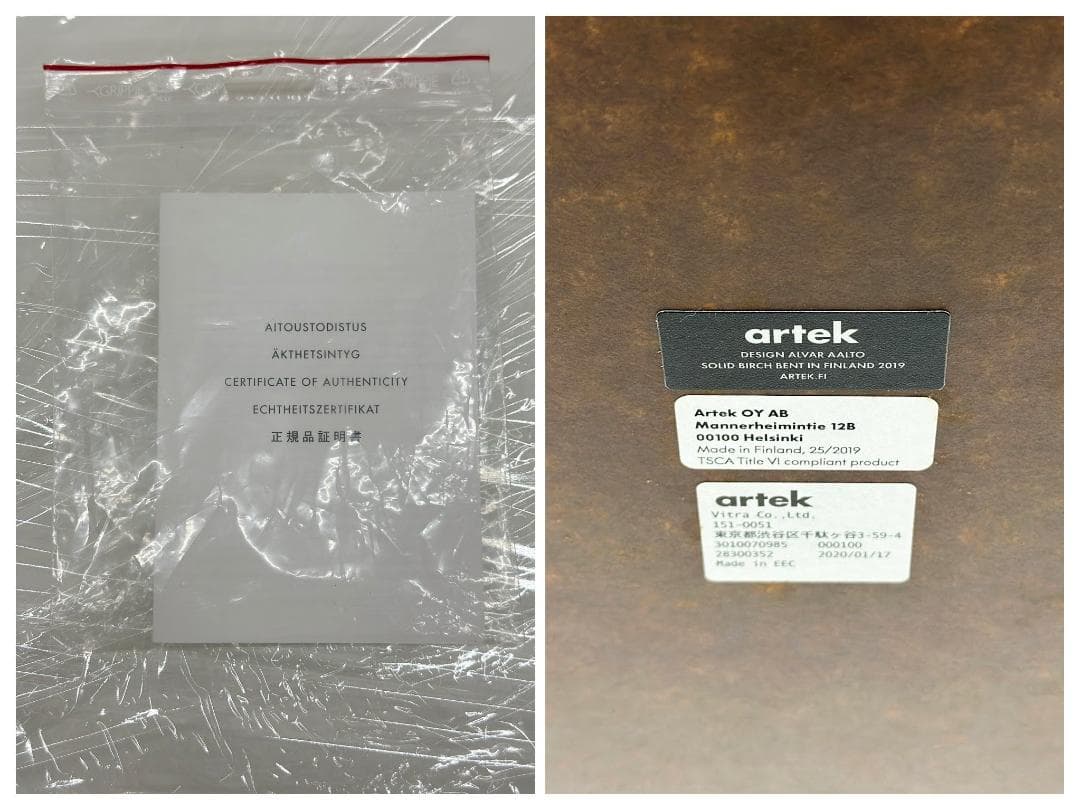 AITOUSTODISTUS
ÄKTHETSINTYG
CERTIFICATE OF AUTHENTICITY
ECHTHEITSZERTIFIKAT
正規品証明書
artek
DESIGN ALVAR AALTO
SOLID BIRCH BENT IN FINLAND 2019
ARTEK.FI
Artek OY AB
Mannerheimintie 12B
00100 Helsinki
Made in Finland, 25/2019
TSCA Title VI compliant product
artek
Vitra Co.,Ltd.
151-0051
東京都渋谷区千駄ヶ谷3-59-4
3010070985 000100
28300352 2020/01/17
Made in EEC